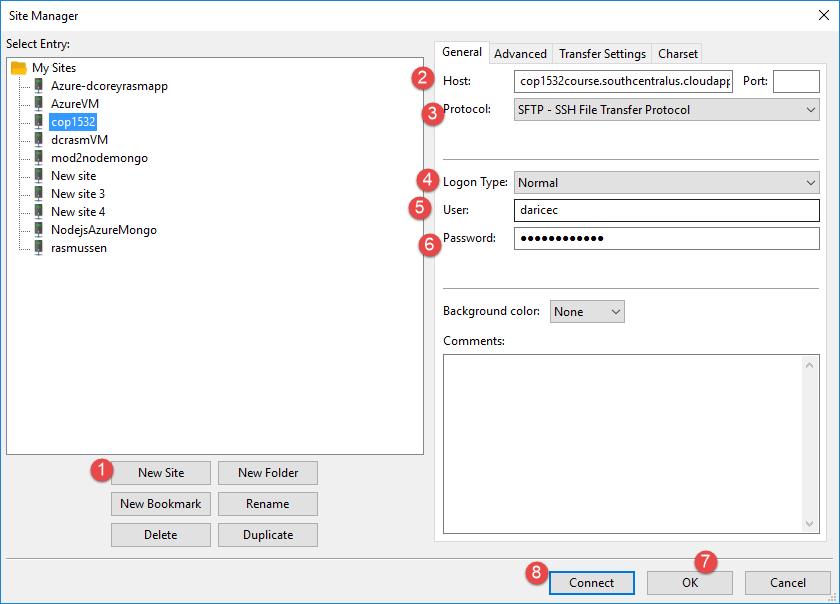 Site Manager
Select Entry:
My Sites
Azure-dcoreyrasmapp
AzureVM
cop1532
dcrasmVM
mod2nodemongo
New site
New site 3
New site 4
NodejsAzureMongo
rasmussen
1
New Site
New Folder
New Bookmark
Rename
Delete
Duplicate
General Advanced Transfer Settings Charset
2 Host: cop1532course.southcentralus.cloudapp Port:
3 Protocol: SFTP - SSH File Transfer Protocol
4 Logon Type: Normal
5 User: daricec
6 Password: ●●●●●●●●●●●●
Background color: None
Comments:
7
8 Connect OK Cancel